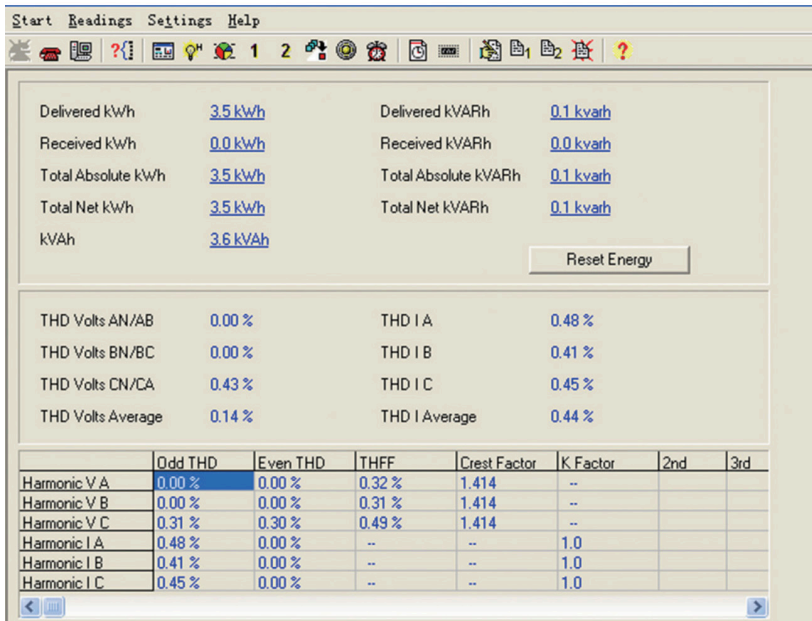 Start Readings Settings Help
?{} H 1 2 1 2 ?
Delivered kWh 3.5 kWh Delivered kVARh 0.1 kvarh
Received kWh 0.0 kWh Received kVARh 0.0 kvarh
Total Absolute kWh 3.5 kWh Total Absolute kVARh 0.1 kvarh
Total Net kWh 3.5 kWh Total Net kVARh 0.1 kvarh
kVAh 3.6 kVAh
Reset Energy
THD Volts AN/AB 0.00 % THD I A 0.48 %
THD Volts BN/BC 0.00 % THD I B 0.41 %
THD Volts CN/CA 0.43 % THD I C 0.45 %
THD Volts Average 0.14 % THD I Average 0.44 %
Odd THD Even THD THFF Crest Factor K Factor 2nd 3rd
Harmonic V A 0.00 % 0.00 % 0.32 % 1.414 --
Harmonic V B 0.00 % 0.00 % 0.31 % 1.414 --
Harmonic V C 0.31 % 0.30 % 0.49 % 1.414 --
Harmonic I A 0.48 % 0.00 % -- -- 1.0
Harmonic I B 0.41 % 0.00 % -- -- 1.0
Harmonic I C 0.45 % 0.00 % -- -- 1.0